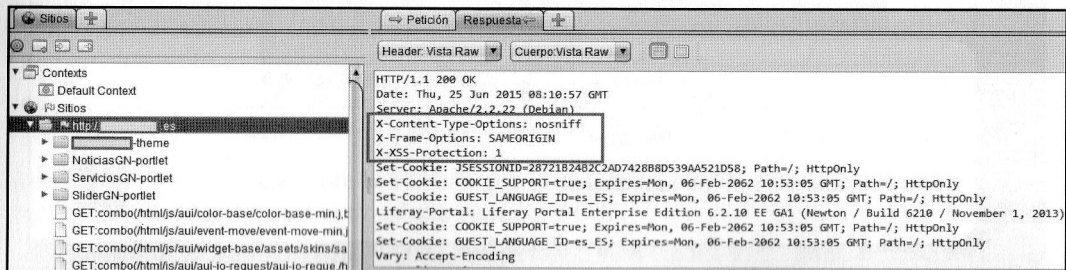 Sitios
Contexts
Default Context
Sitios
http:/ .es
-theme
NoticiasGN-portlet
ServiciosGN-portlet
SliderGN-portlet
GET:combo(/html/js/aui/color-base/color-base-min.j,b
GET:combo(/html/js/aui/event-move/event-move-min.j
GET:combo(/html/js/aui/widget-base/assets/skins/sa
GET:combo(/html/js/aui/aui-io-request/aui-io-reque./h
Petición
Respuesta
Header: Vista Raw
Cuerpo:Vista Raw
HTTP/1.1 200 OK
Date: Thu, 25 Jun 2015 08:10:57 GMT
Server: Apache/2.2.22 (Debian)
X-Content-Type-Options: nosniff
X-Frame-Options: SAMEORIGIN
X-XSS-Protection: 1
Set-Cookie: JSESSIONID=28721B24B2C2AD7428B8D539AA521D58; Path=/; HttpOnly
Set-Cookie: COOKIE_SUPPORT=true; Expires=Mon, 06-Feb-2062 10:53:05 GMT; Path=/; HttpOnly
Set-Cookie: GUEST_LANGUAGE_ID=es_ES; Expires=Mon, 06-Feb-2062 10:53:05 GMT; Path=/; HttpOnly
Liferay-Portal: Liferay Portal Enterprise Edition 6.2.10 EE GA1 (Newton / Build 6210 / November 1, 2013)
Set-Cookie: COOKIE_SUPPORT=true; Expires=Mon, 06-Feb-2062 10:53:05 GMT; Path=/; HttpOnly
Set-Cookie: GUEST_LANGUAGE_ID=es_ES; Expires=Mon, 06-Feb-2062 10:53:05 GMT; Path=/; HttpOnly
Vary: Accept-Encoding